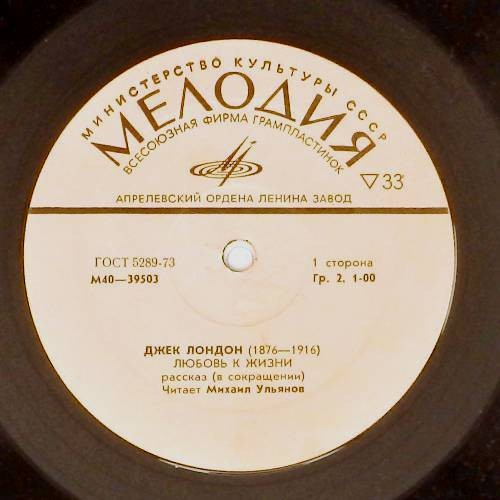 МИНИСТЕРСТВО КУЛЬТУРЫ СССР
МЕЛОДИЯ
ВСЕСОЮЗНАЯ ФИРМА ГРАМПЛАСТИНОК
▽33
АПРЕЛЕВСКИЙ ОРДЕНА ЛЕНИНА ЗАВОД
ГОСТ 5289-73
М40—39503
1 сторона
Гр. 2. 1-00
ДЖЕК ЛОНДОН (1876—1916)
ЛЮБОВЬ К ЖИЗНИ
рассказ (в сокращении)
Читает Михаил Ульянов